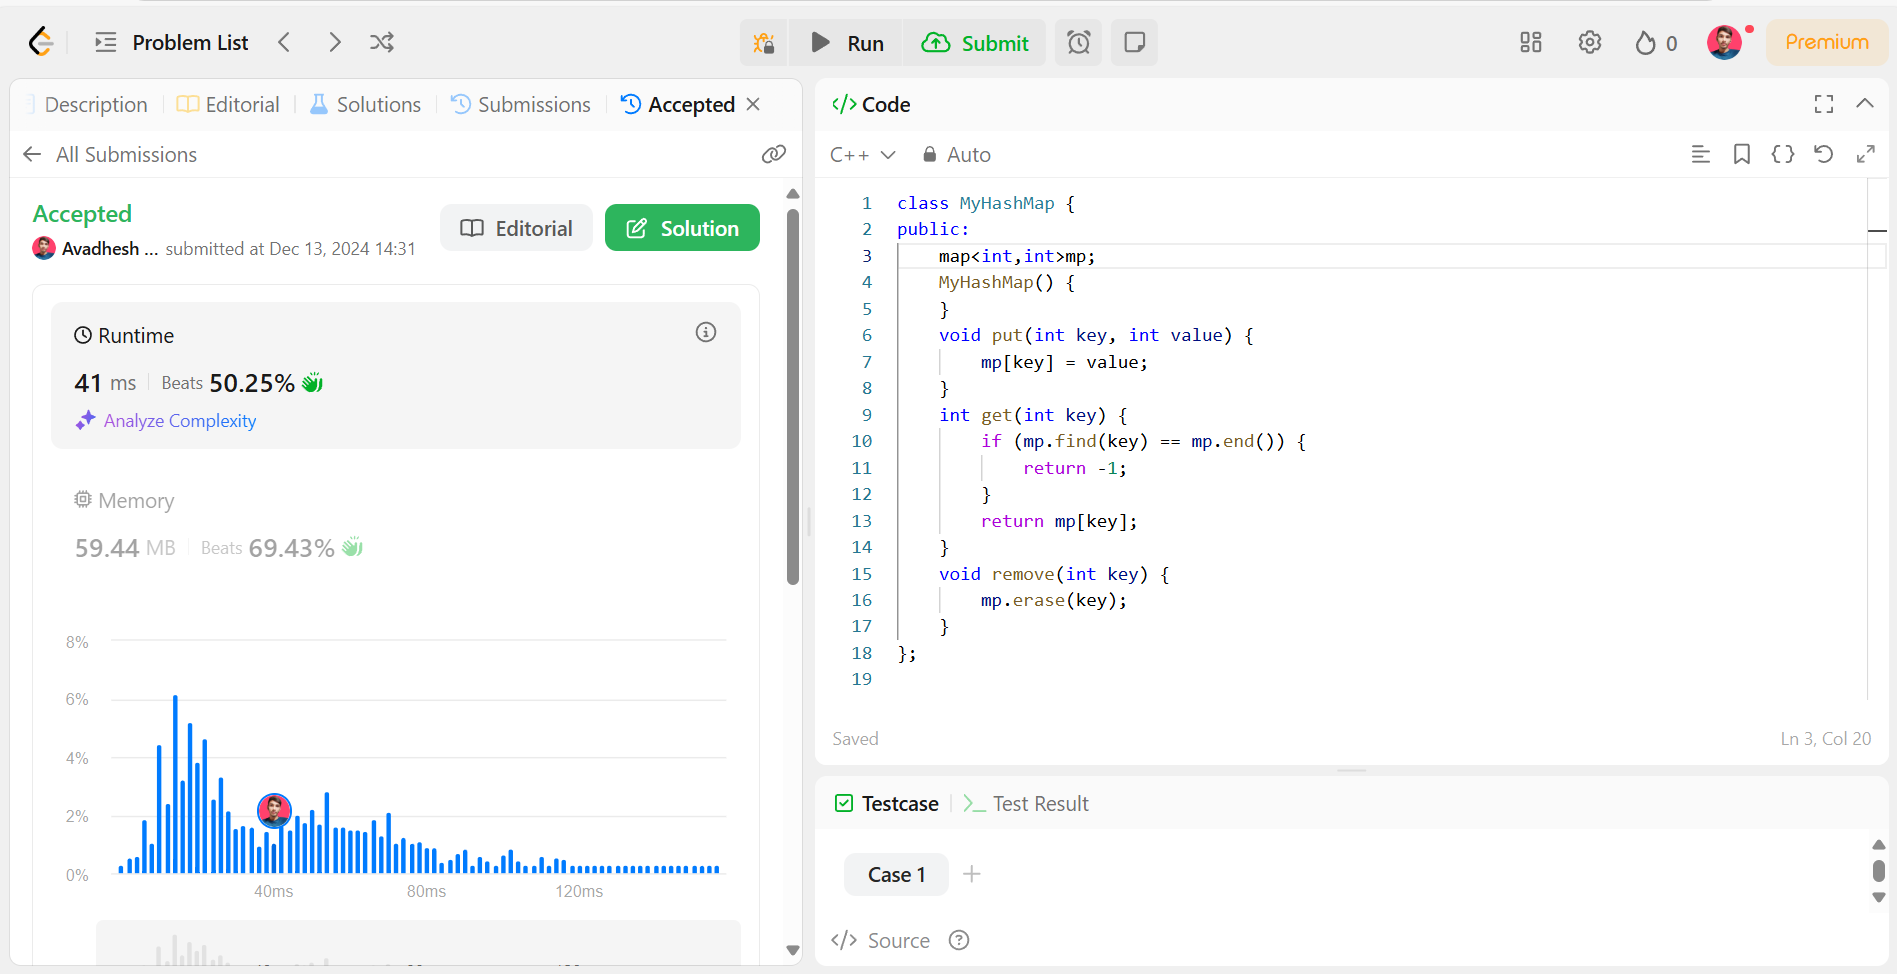 Problem List
Run
Submit
0
Premium
Description
Editorial
Solutions
Submissions
Accepted
All Submissions
Accepted
Avadhesh ... submitted at Dec 13, 2024 14:31
Editorial
Solution
Runtime
41 ms
Beats 50.25%
Analyze Complexity
Memory
59.44 MB
Beats 69.43%
8%
6%
4%
2%
0%
40ms
80ms
120ms
</> Code
C++
Auto
1 class MyHashMap {
2 public:
3     map<int,int>mp;
4     MyHashMap() {
5     }
6     void put(int key, int value) {
7         mp[key] = value;
8     }
9     int get(int key) {
10         if (mp.find(key) == mp.end()) {
11             return -1;
12         }
13         return mp[key];
14     }
15     void remove(int key) {
16         mp.erase(key);
17     }
18 };
19
Saved
Ln 3, Col 20
Testcase
Test Result
Case 1
</> Source